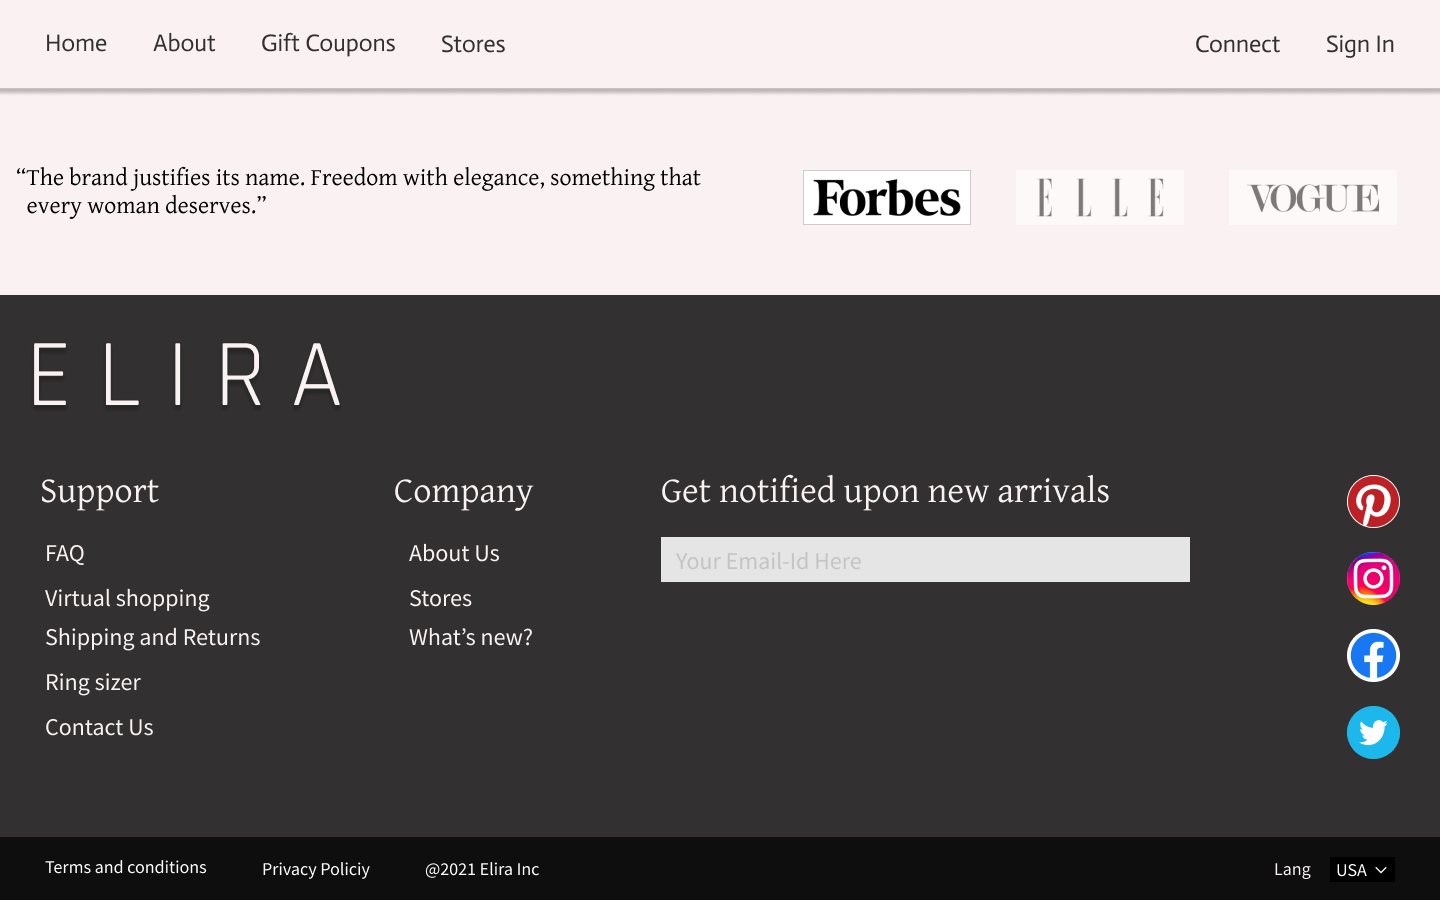 Home About Gift Coupons Stores Connect Sign In
“The brand justifies its name. Freedom with elegance, something that
every woman deserves.”
Forbes ELLE VOGUE
ELIRA
Support
FAQ
Virtual shopping
Shipping and Returns
Ring sizer
Contact Us
Company
About Us
Stores
What’s new?
Get notified upon new arrivals
Your Email-Id Here
Terms and conditions Privacy Policiy @2021 Elira Inc Lang USA